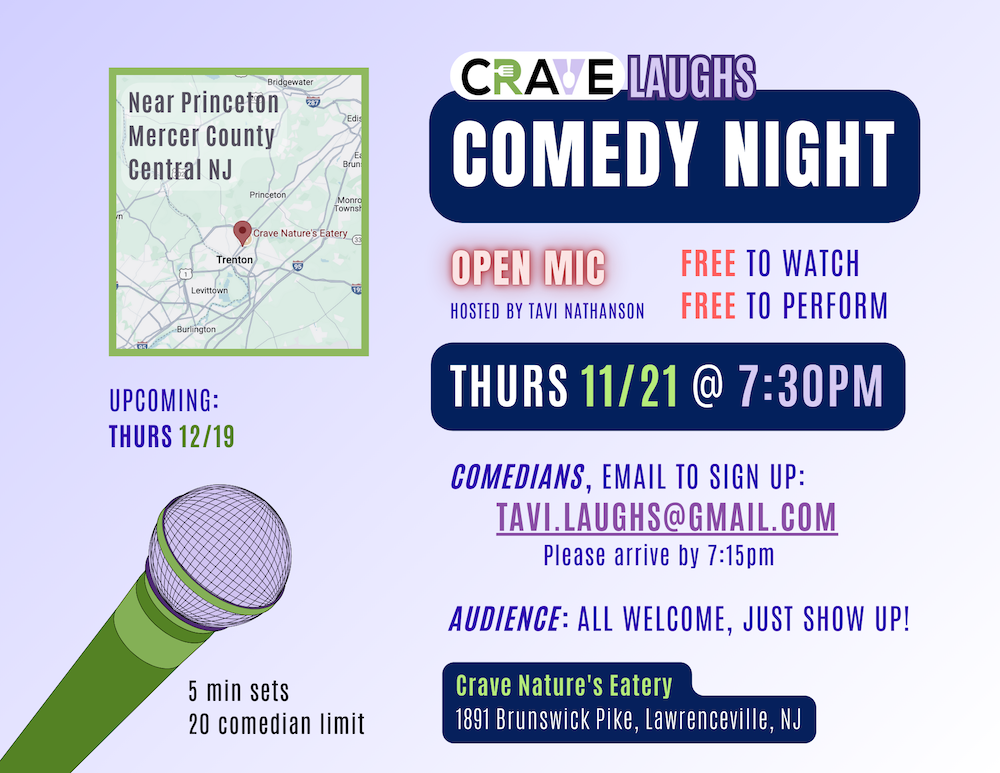 CRAVE LAUGHS
COMEDY NIGHT
OPEN MIC
HOSTED BY TAVI NATHANSON
FREE TO WATCH
FREE TO PERFORM
THURS 11/21 @ 7:30PM
COMEDIANS, EMAIL TO SIGN UP:
TAVI.LAUGHS@GMAIL.COM
Please arrive by 7:15pm
AUDIENCE: ALL WELCOME, JUST SHOW UP!
Crave Nature's Eatery
1891 Brunswick Pike, Lawrenceville, NJ
Near Princeton
Mercer County
Central NJ
Bridgewater
287
Princeton
Crave Nature's Eatery
Trenton
95
1
Levittown
Burlington
UPCOMING:
THURS 12/19
5 min sets
20 comedian limit